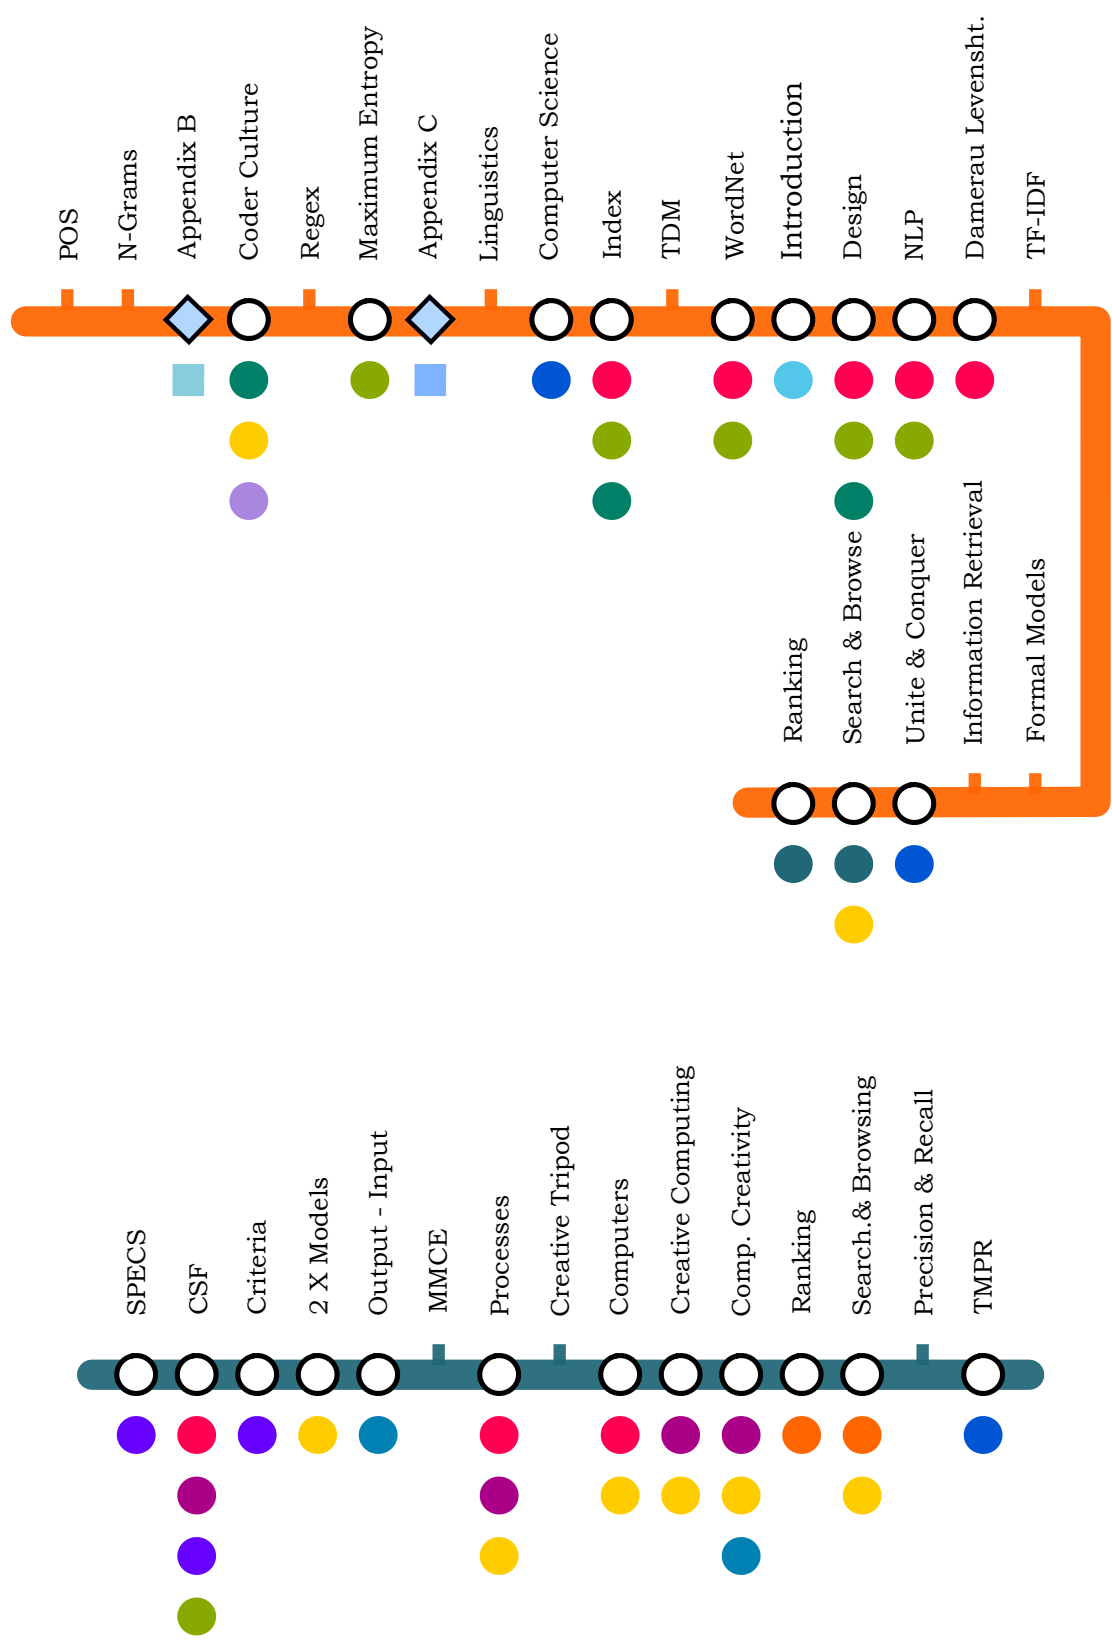 POS
N-Grams
Appendix B
Coder Culture
Regex
Maximum Entropy
Appendix C
Linguistics
Computer Science
Index
TDM
WordNet
Introduction
Design
NLP
Damerau Levensht.
TF-IDF
Ranking
Search & Browse
Unite & Conquer
Information Retrieval
Formal Models
SPECS
CSF
Criteria
2 X Models
Output - Input
MMCE
Processes
Creative Tripod
Computers
Creative Computing
Comp. Creativity
Ranking
Search.& Browsing
Precision & Recall
TMPR